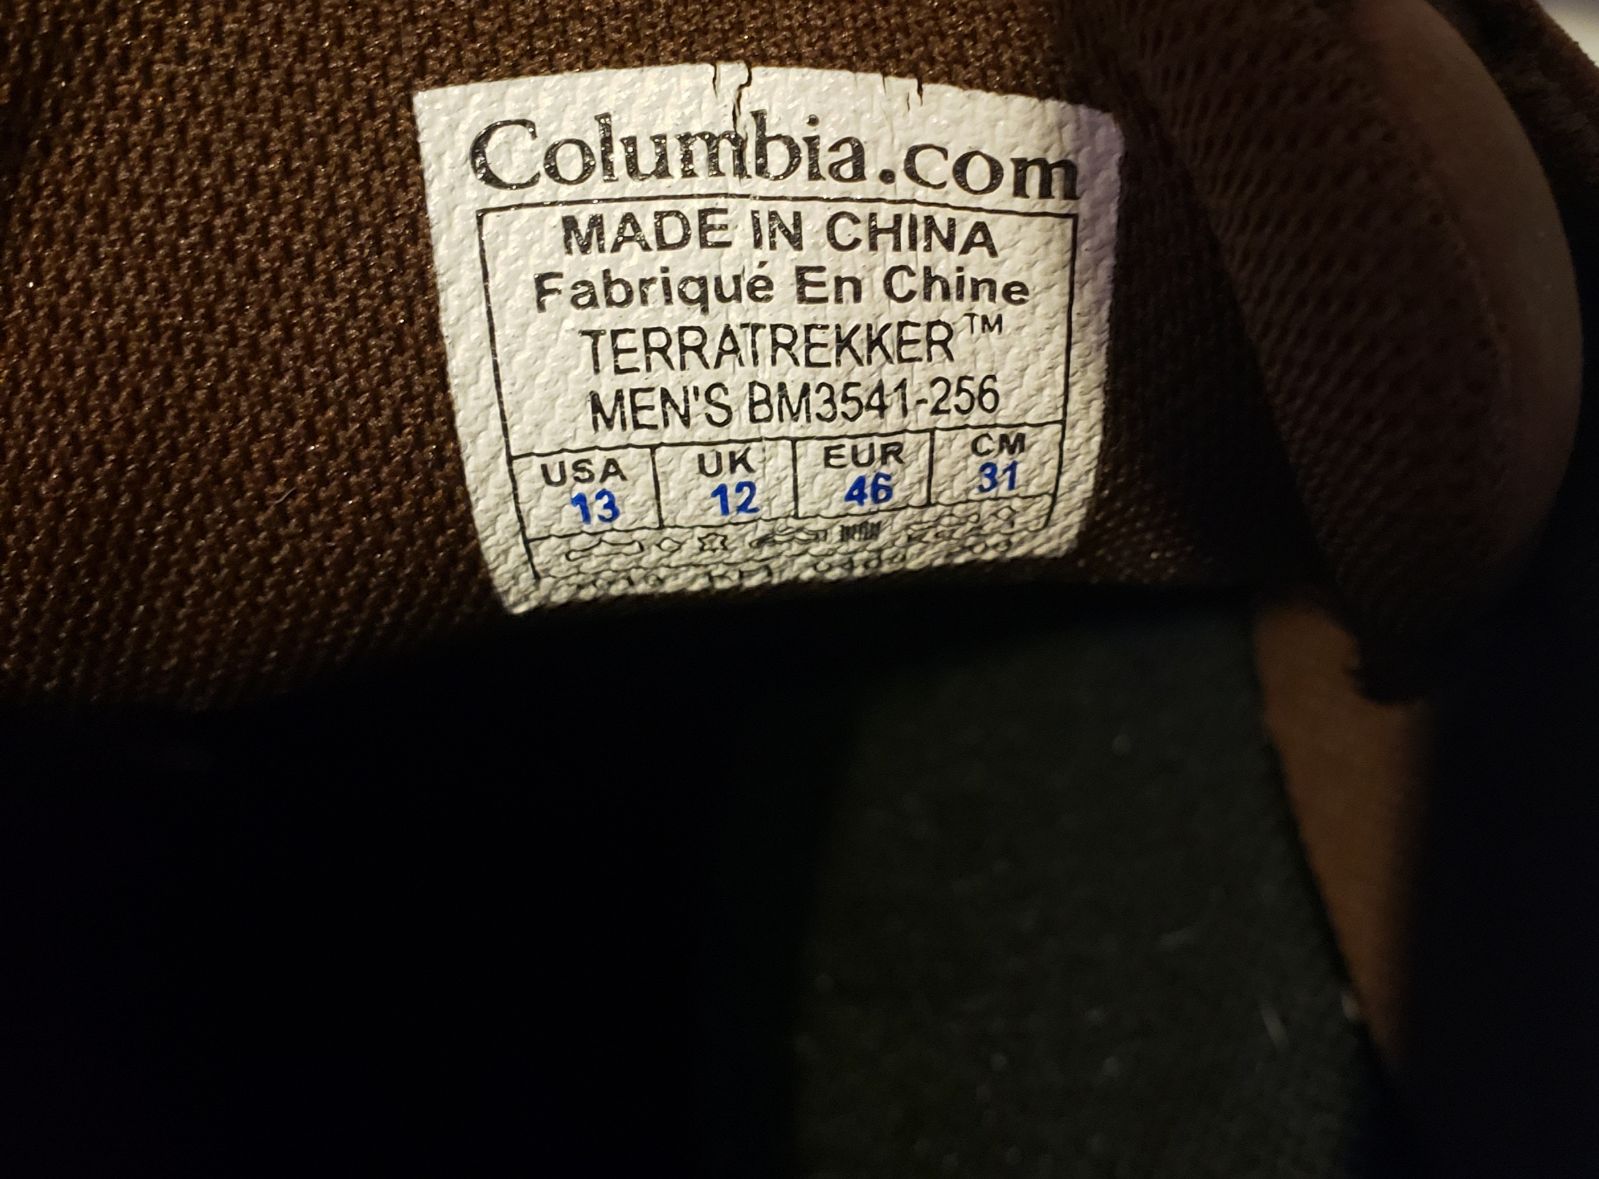 Columbia.com
MADE IN CHINA
Fabriqué En Chine
TERRATREKKER™
MEN'S BM3541-256
USA UK EUR CM
13 12 46 31